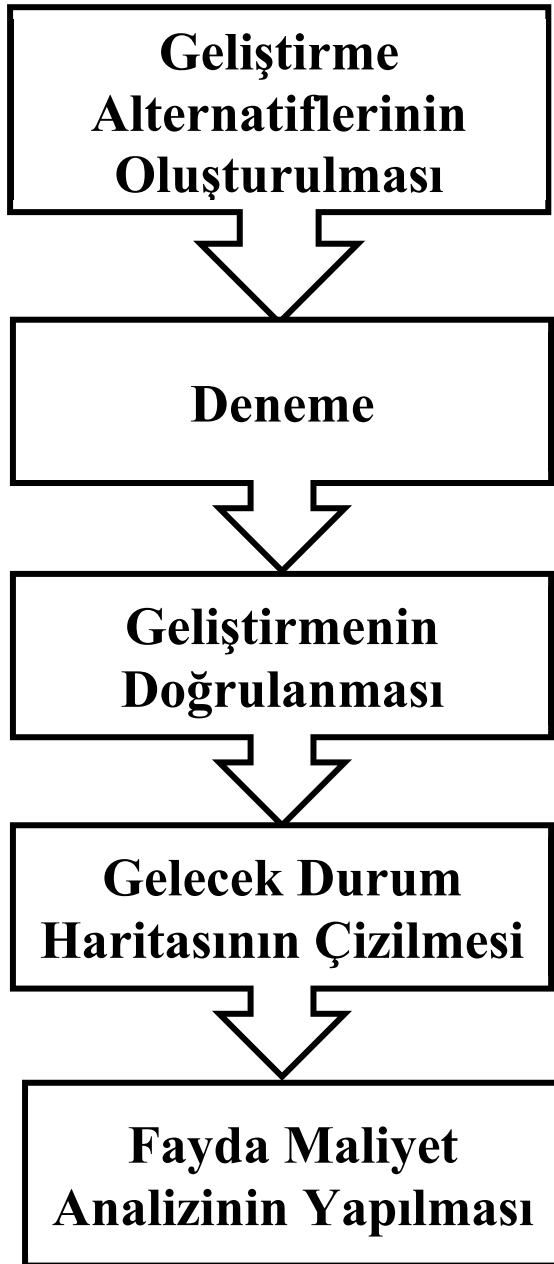 Geliştirme
Alternatiflerinin
Oluşturulması
Deneme
Geliştirmenin
Doğrulanması
Gelecek Durum
Haritasının Çizilmesi
Fayda Maliyet
Analizinin Yapılması